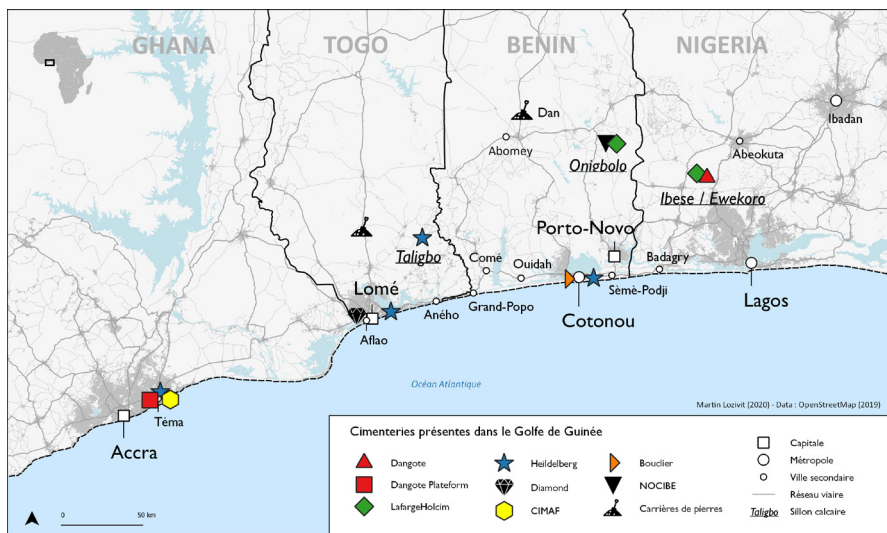 GHANA
TOGO
BENIN
NIGERIA
Ibadan
Dan
Abomey
Onigbolo
Abeokuta
Ibese / Ewekoro
Porto-Novo
Taligbo
Comé
Ouidah
Badagry
Lomé
Sèmè-Podji
Aného
Grand-Popo
Cotonou
Lagos
Aflao
Océan Atlantique
Téma
Accra
Martin Lozivit (2020) - Data : OpenStreetMap (2019)
Cimenteries présentes dans le Golfe de Guinée
Dangote
Dangote Plateform
LafargeHolcim
Heildelberg
Diamond
CIMAF
Bouclier
NOCIBE
Carrières de pierres
Capitale
Métropole
Ville secondaire
Réseau viaire
Taligbo Sillon calcaire
0 50 km